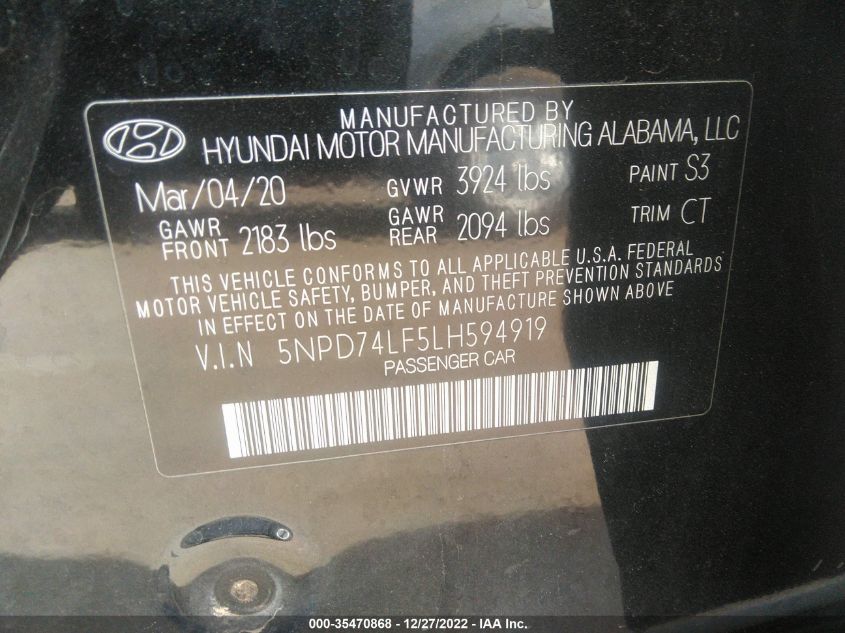 MANUFACTURED BY
HYUNDAI MOTOR MANUFACTURING ALABAMA, LLC
Mar/04/20 GVWR 3924 lbs PAINT S3
GAWR FRONT 2183 lbs GAWR REAR 2094 lbs TRIM CT
THIS VEHICLE CONFORMS TO ALL APPLICABLE U.S.A. FEDERAL
MOTOR VEHICLE SAFETY, BUMPER, AND THEFT PREVENTION STANDARDS
IN EFFECT ON THE DATE OF MANUFACTURE SHOWN ABOVE
V.I.N 5NPD74LF5LH594919
PASSENGER CAR
000-35470868 - 12/27/2022 - IAA Inc.